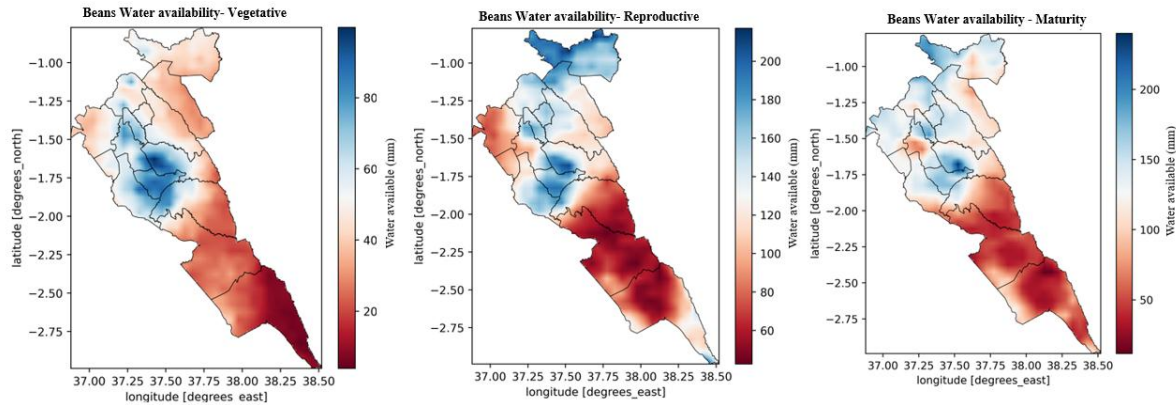 Beans Water availability- Vegetative
−1.00
−1.25
−1.50
−1.75
−2.00
−2.25
−2.50
−2.75
latitude [degrees_north]
37.00 37.25 37.50 37.75 38.00 38.25 38.50
longitude [degrees_east]
80
60
40
20
Water available (mm)
Beans Water availability- Reproductive
−1.00
−1.25
−1.50
−1.75
−2.00
−2.25
−2.50
−2.75
latitude [degrees_north]
37.00 37.25 37.50 37.75 38.00 38.25 38.50
longitude [degrees_east]
200
180
160
140
120
100
80
60
Water available (mm)
Beans Water availability - Maturity
−1.00
−1.25
−1.50
−1.75
−2.00
−2.25
−2.50
−2.75
latitude [degrees_north]
37.00 37.25 37.50 37.75 38.00 38.25 38.50
longitude [degrees_east]
200
150
100
50
Water available (mm)